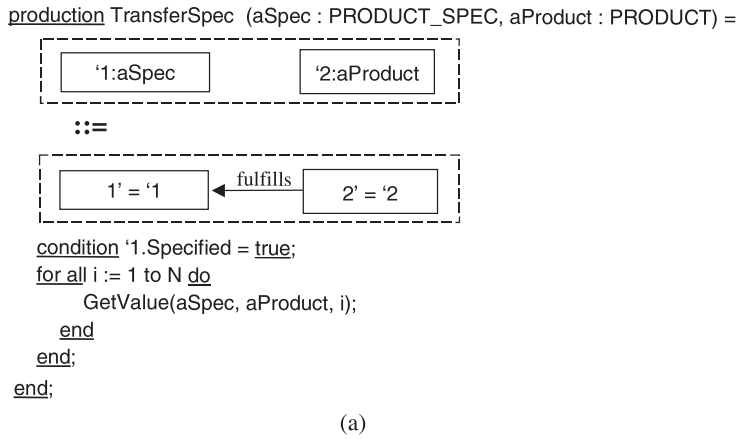 production TransferSpec (aSpec : PRODUCT_SPEC, aProduct : PRODUCT) =
‘1:aSpec ‘2:aProduct
::=
1’ = ‘1 fulfills 2’ = ‘2
condition ‘1.Specified = true;
for all i := 1 to N do
GetValue(aSpec, aProduct, i);
end
end;
end;
(a)